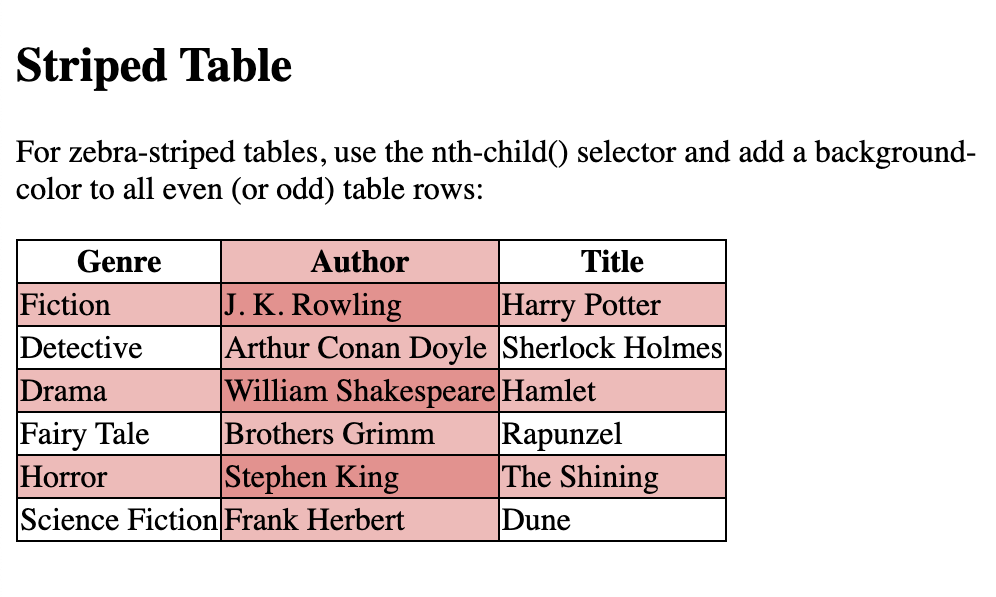 Striped Table
For zebra-striped tables, use the nth-child() selector and add a background-
color to all even (or odd) table rows:
Genre Author Title
Fiction J. K. Rowling Harry Potter
Detective Arthur Conan Doyle Sherlock Holmes
Drama William Shakespeare Hamlet
Fairy Tale Brothers Grimm Rapunzel
Horror Stephen King The Shining
Science Fiction Frank Herbert Dune